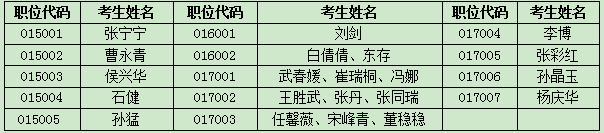 职位代码 考生姓名 职位代码 考生姓名 职位代码 考生姓名
015001 张宁宁 016001 刘剑 017004 李博
015002 曹永青 016002 白倩倩、东存 017005 张彩红
015003 侯兴华 017001 武春媛、崔瑞桐、冯娜 017006 孙晶玉
015004 石健 017002 王胜武、张丹、张同瑞 017007 杨庆华
015005 孙猛 017003 任馨薇、宋峰青、董稳稳